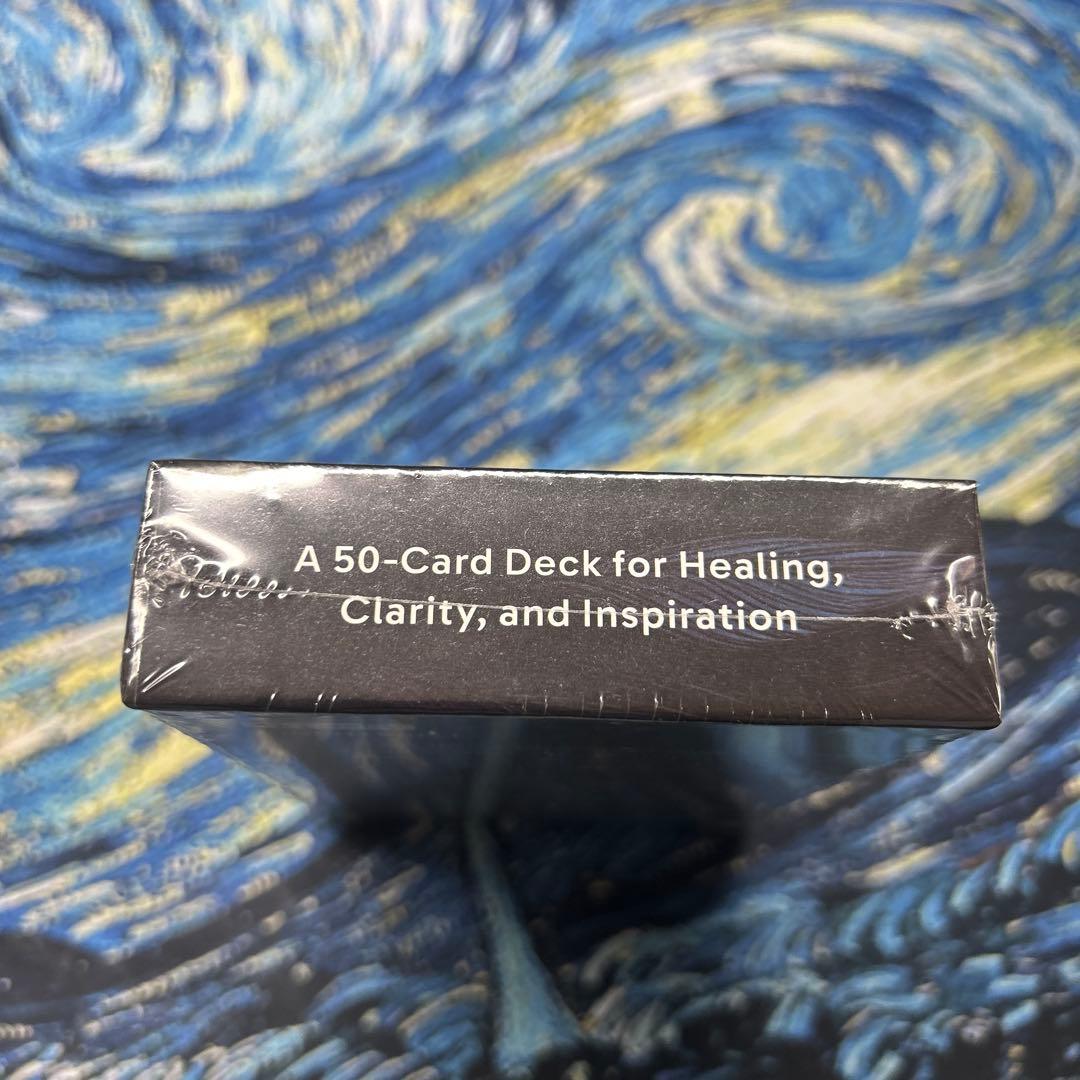 A 50-Card Deck for Healing,
Clarity, and Inspiration